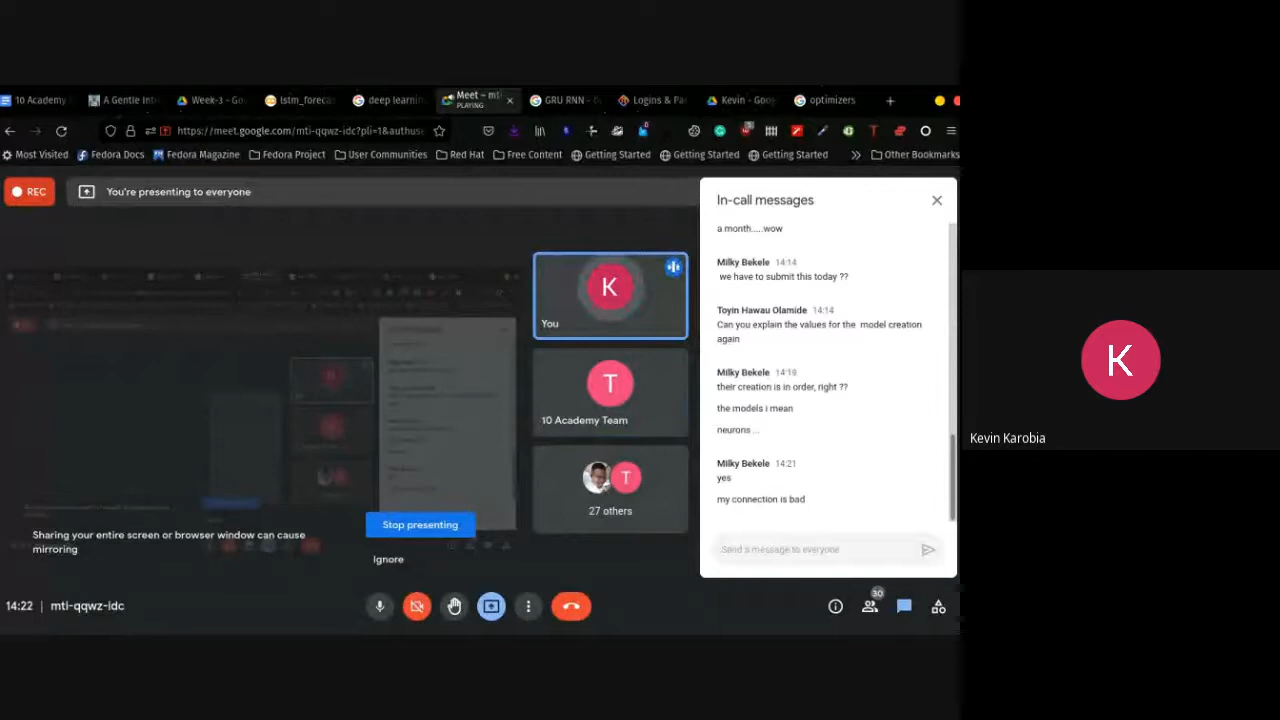 10 Academy
A Gentle Int
Week-3 – Go
lstm_foreca
deep learnin
Meet – mt
PLAYING
GRU RNN –
Logins & Pa
Kevin – Goo
optimizers
https://meet.google.com/mti-qqwz-idc?pli=1&authus
Most Visited
Fedora Docs
Fedora Magazine
Fedora Project
User Communities
Red Hat
Free Content
Getting Started
Getting Started
Getting Started
Other Bookmarks
REC
You're presenting to everyone
In-call messages
a month.....wow
Milky Bekele 14:14
we have to submit this today ??
Toyin Hawau Olamide 14:14
Can you explain the values for the model creation
again
Milky Bekele 14:19
their creation is in order, right ??
the models i mean
neurons ...
Milky Bekele 14:21
yes
my connection is bad
Send a message to everyone
K
You
T
10 Academy Team
T
27 others
Sharing your entire screen or browser window can cause
mirroring
Stop presenting
Ignore
14:22 | mti-qqwz-idc
30
K
Kevin Karobia